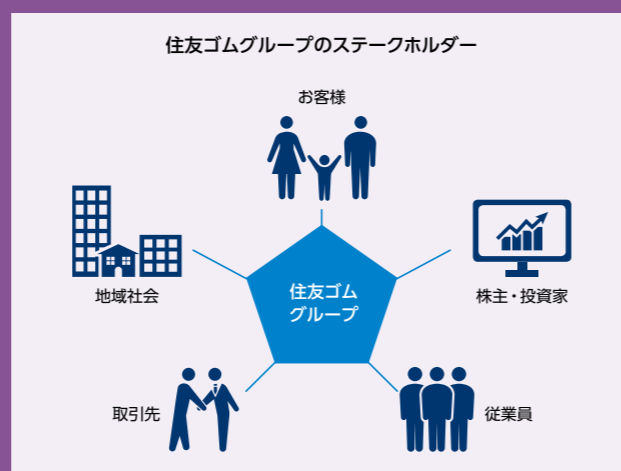 住友ゴムグループのステークホルダー
お客様
地域社会
住友ゴム
グループ
株主・投資家
取引先
従業員